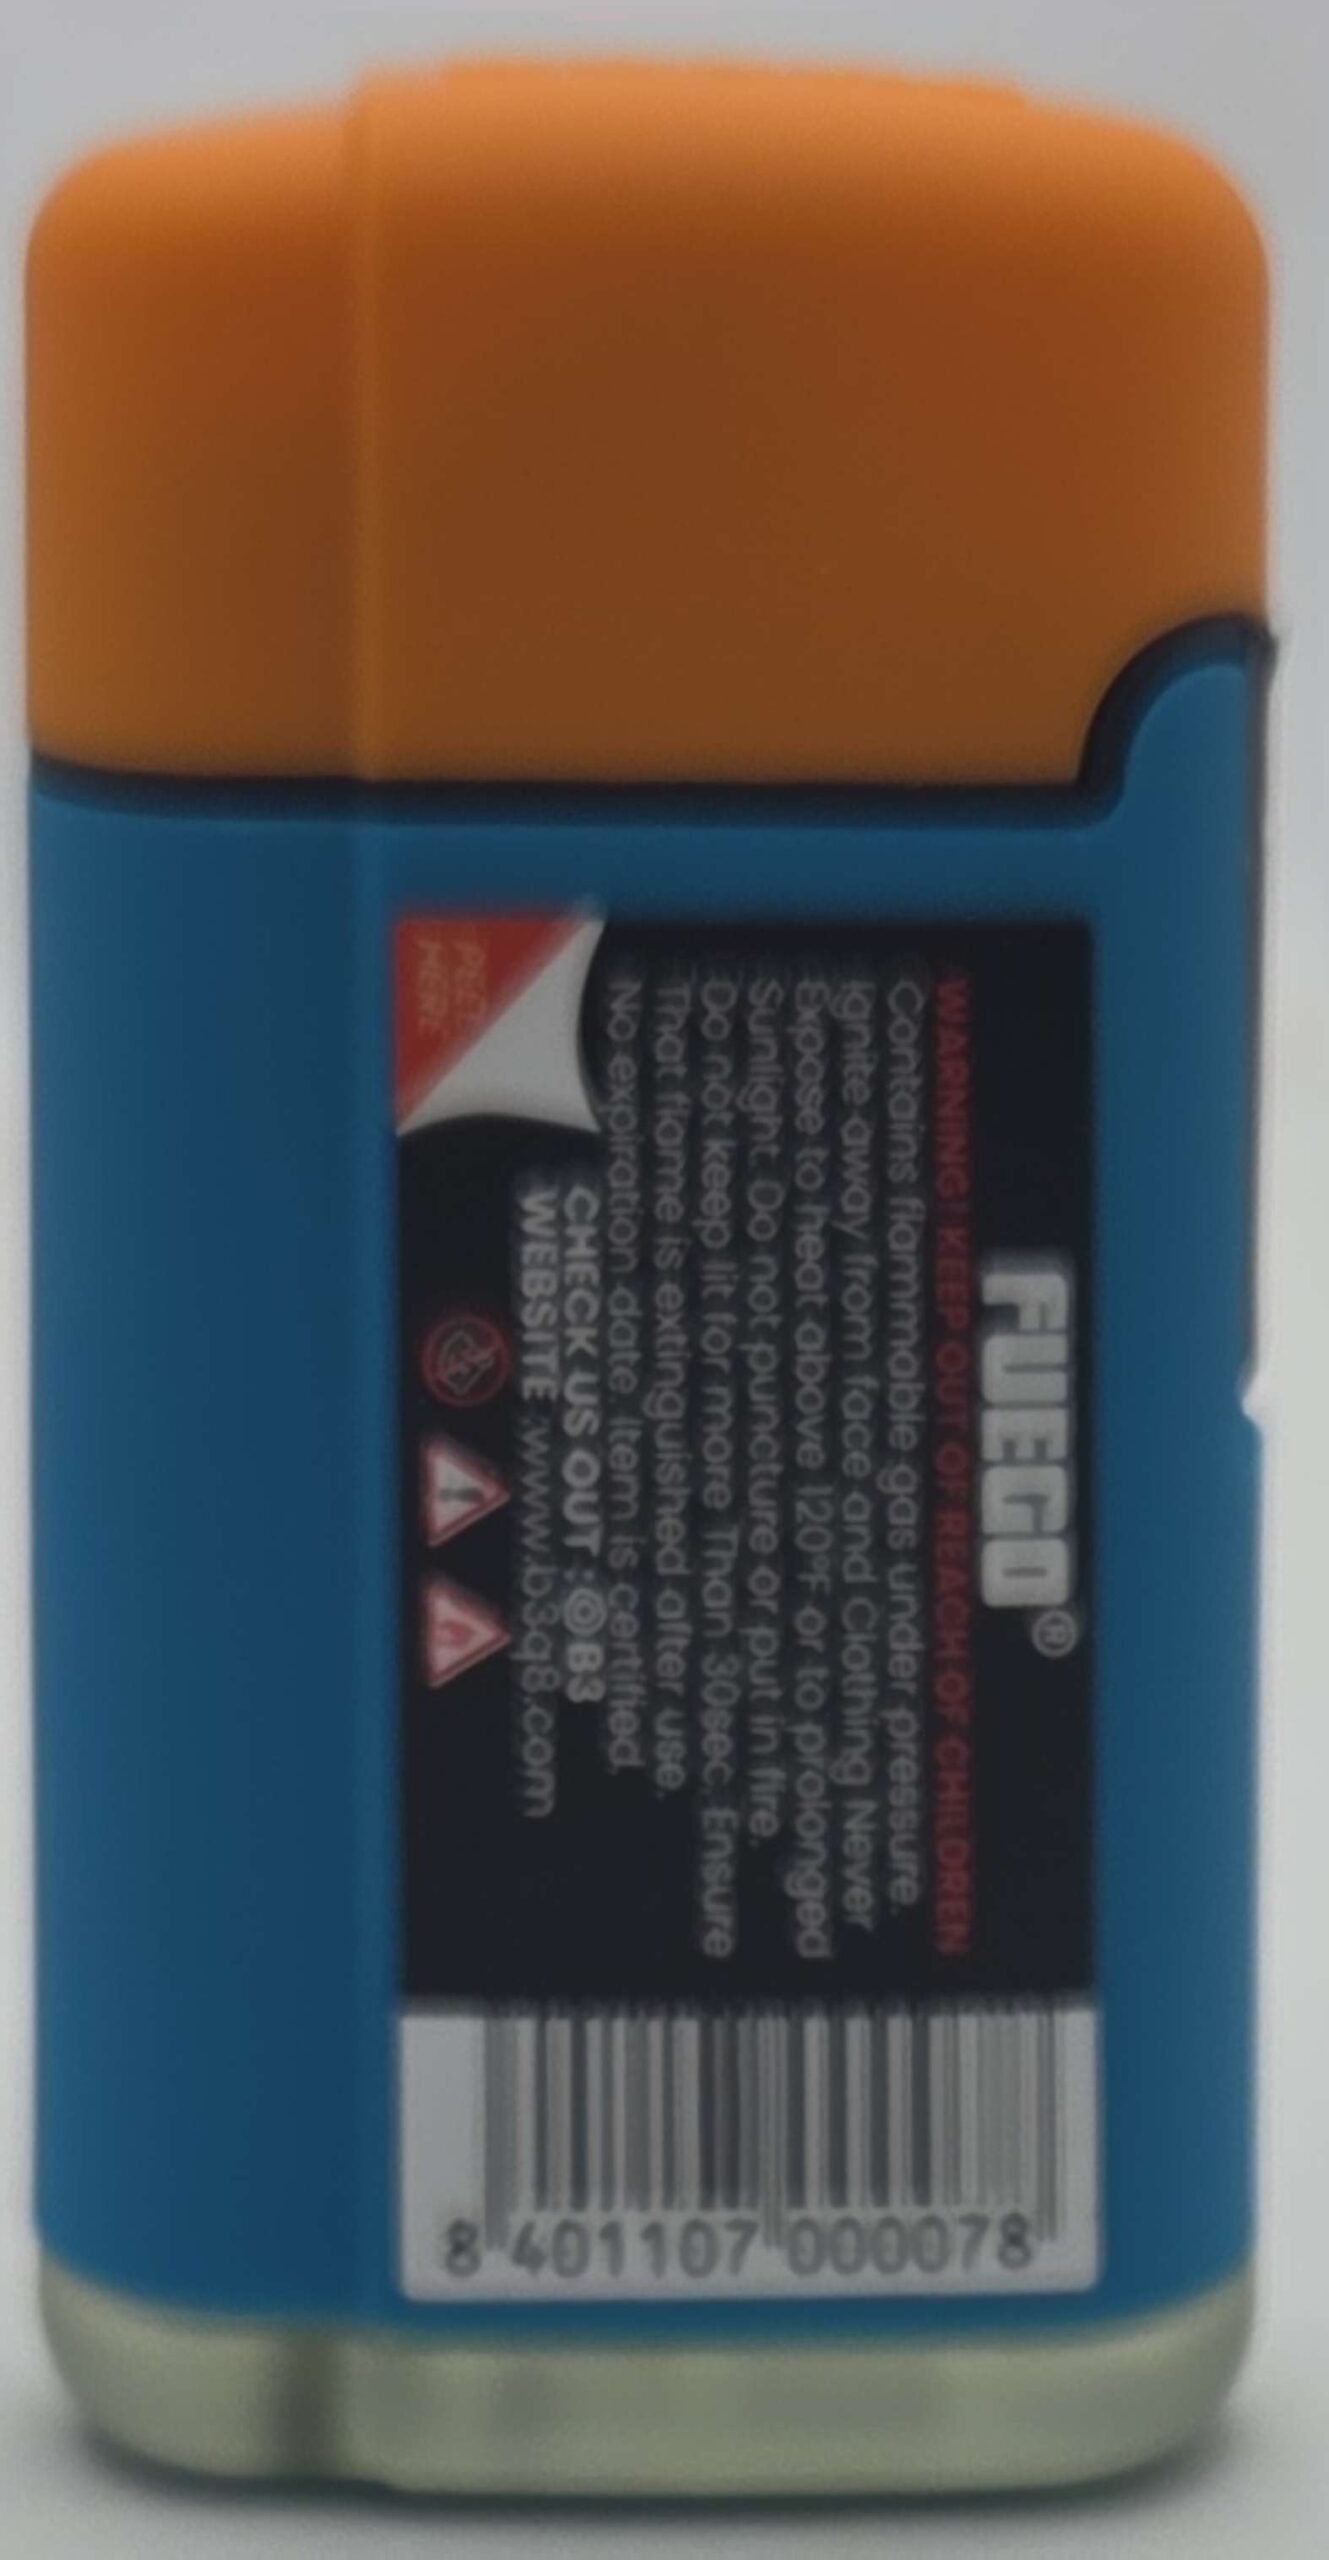 FUEGO®
WARNING! KEEP OUT OF REACH OF CHILDREN
Contains flammable gas under pressure.
Ignite away from face and Clothing Never
Expose to heat above 120°F or to prolonged
Sunlight. Do not puncture or put in fire.
Do not keep lit for more Than 30sec. Ensure
That flame is extinguished after use.
No expiration date. Item is certified.
CHECK US OUT : B3
WEBSITE :www.b3q8.com
PEEL
HERE
8 401107 000078